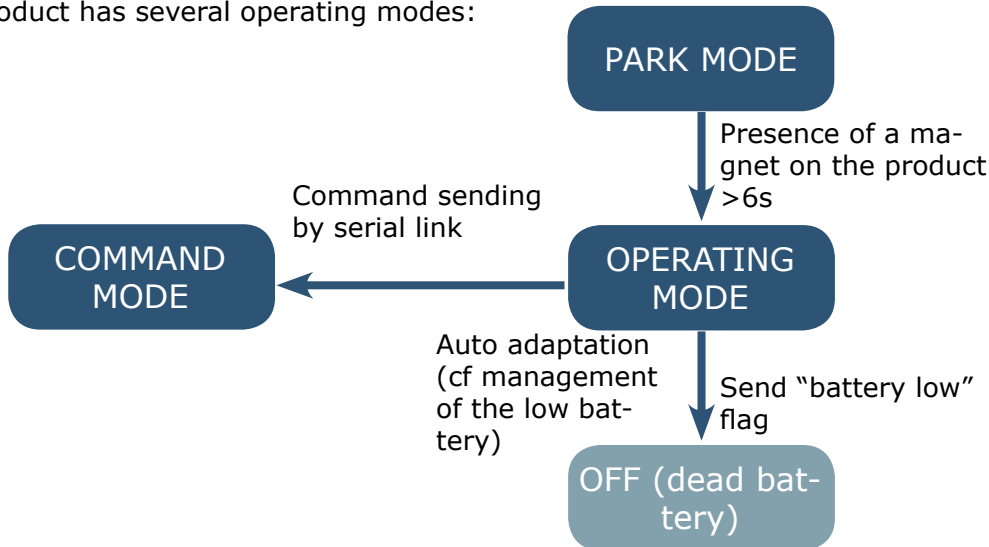 oduct has several operating modes:
PARK MODE
Presence of a ma-
gnet on the product
>6s
Command sending
by serial link
COMMAND
MODE
OPERATING
MODE
Auto adaptation
(cf management
of the low bat-
tery)
Send “battery low”
flag
OFF (dead bat-
tery)